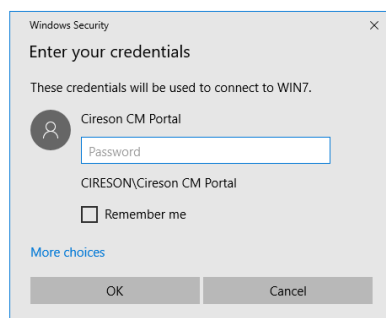 Windows Security
Enter your credentials
These credentials will be used to connect to WIN7.
Cireson CM Portal
Password
CIRESON\Cireson CM Portal
Remember me
More choices
OK
Cancel